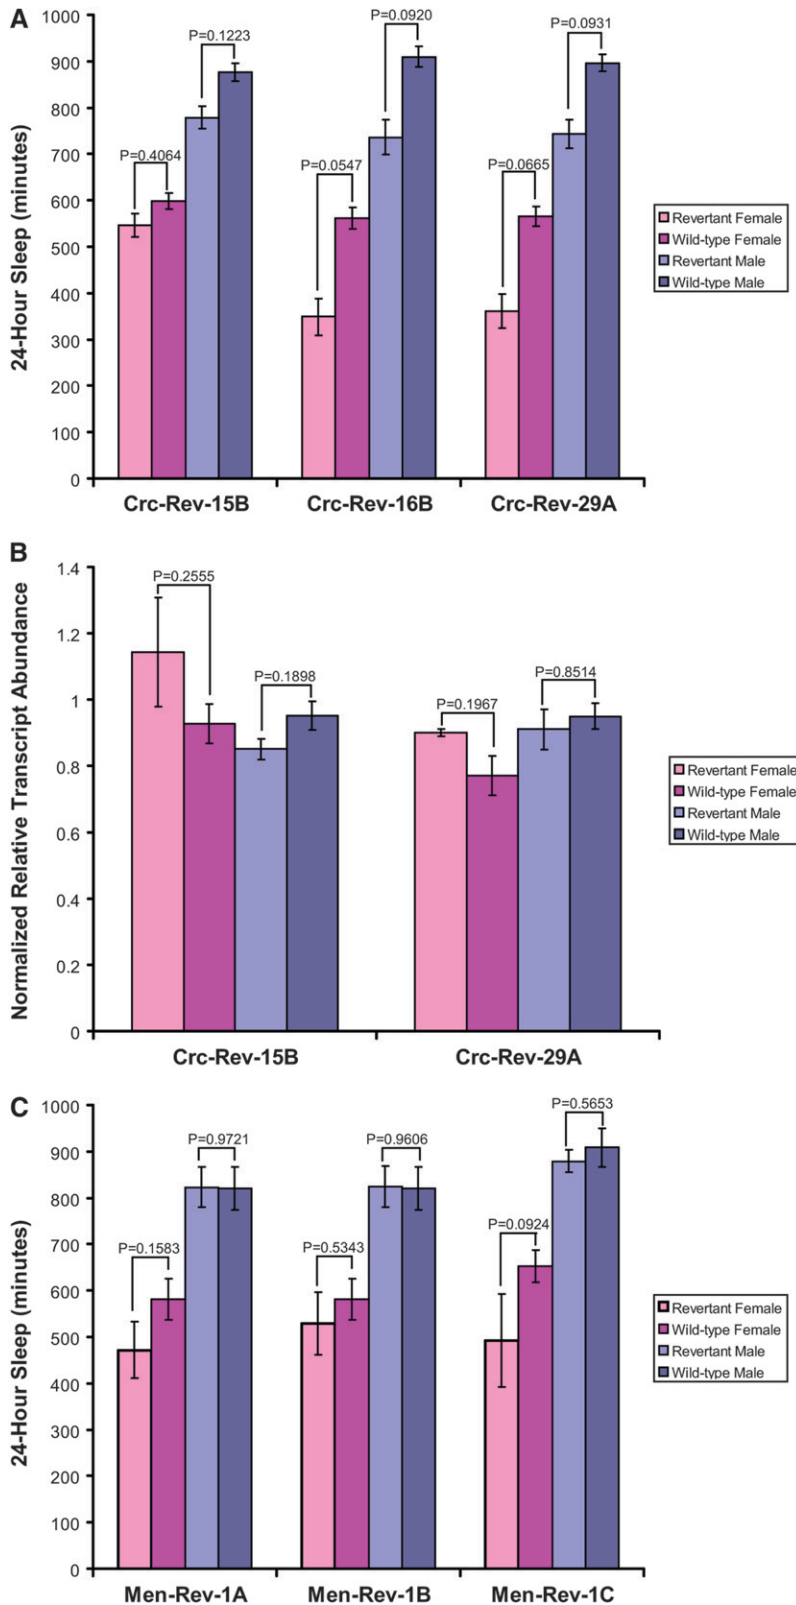 A
1000
900
800
700
600
500
400
300
200
100
0
24-Hour Sleep (minutes)
P=0.4064
P=0.1223
P=0.0547
P=0.0920
P=0.0665
P=0.0931
Crc-Rev-15B
Crc-Rev-16B
Crc-Rev-29A
Revertant Female
Wild-type Female
Revertant Male
Wild-type Male
B
1.4
1.2
1
0.8
0.6
0.4
0.2
0
Normalized Relative Transcript Abundance
P=0.2555
P=0.1898
P=0.1967
P=0.8514
Crc-Rev-15B
Crc-Rev-29A
Revertant Female
Wild-type Female
Revertant Male
Wild-type Male
C
1000
900
800
700
600
500
400
300
200
100
0
24-Hour Sleep (minutes)
P=0.1583
P=0.9721
P=0.5343
P=0.9606
P=0.0924
P=0.5653
Men-Rev-1A
Men-Rev-1B
Men-Rev-1C
Revertant Female
Wild-type Female
Revertant Male
Wild-type Male